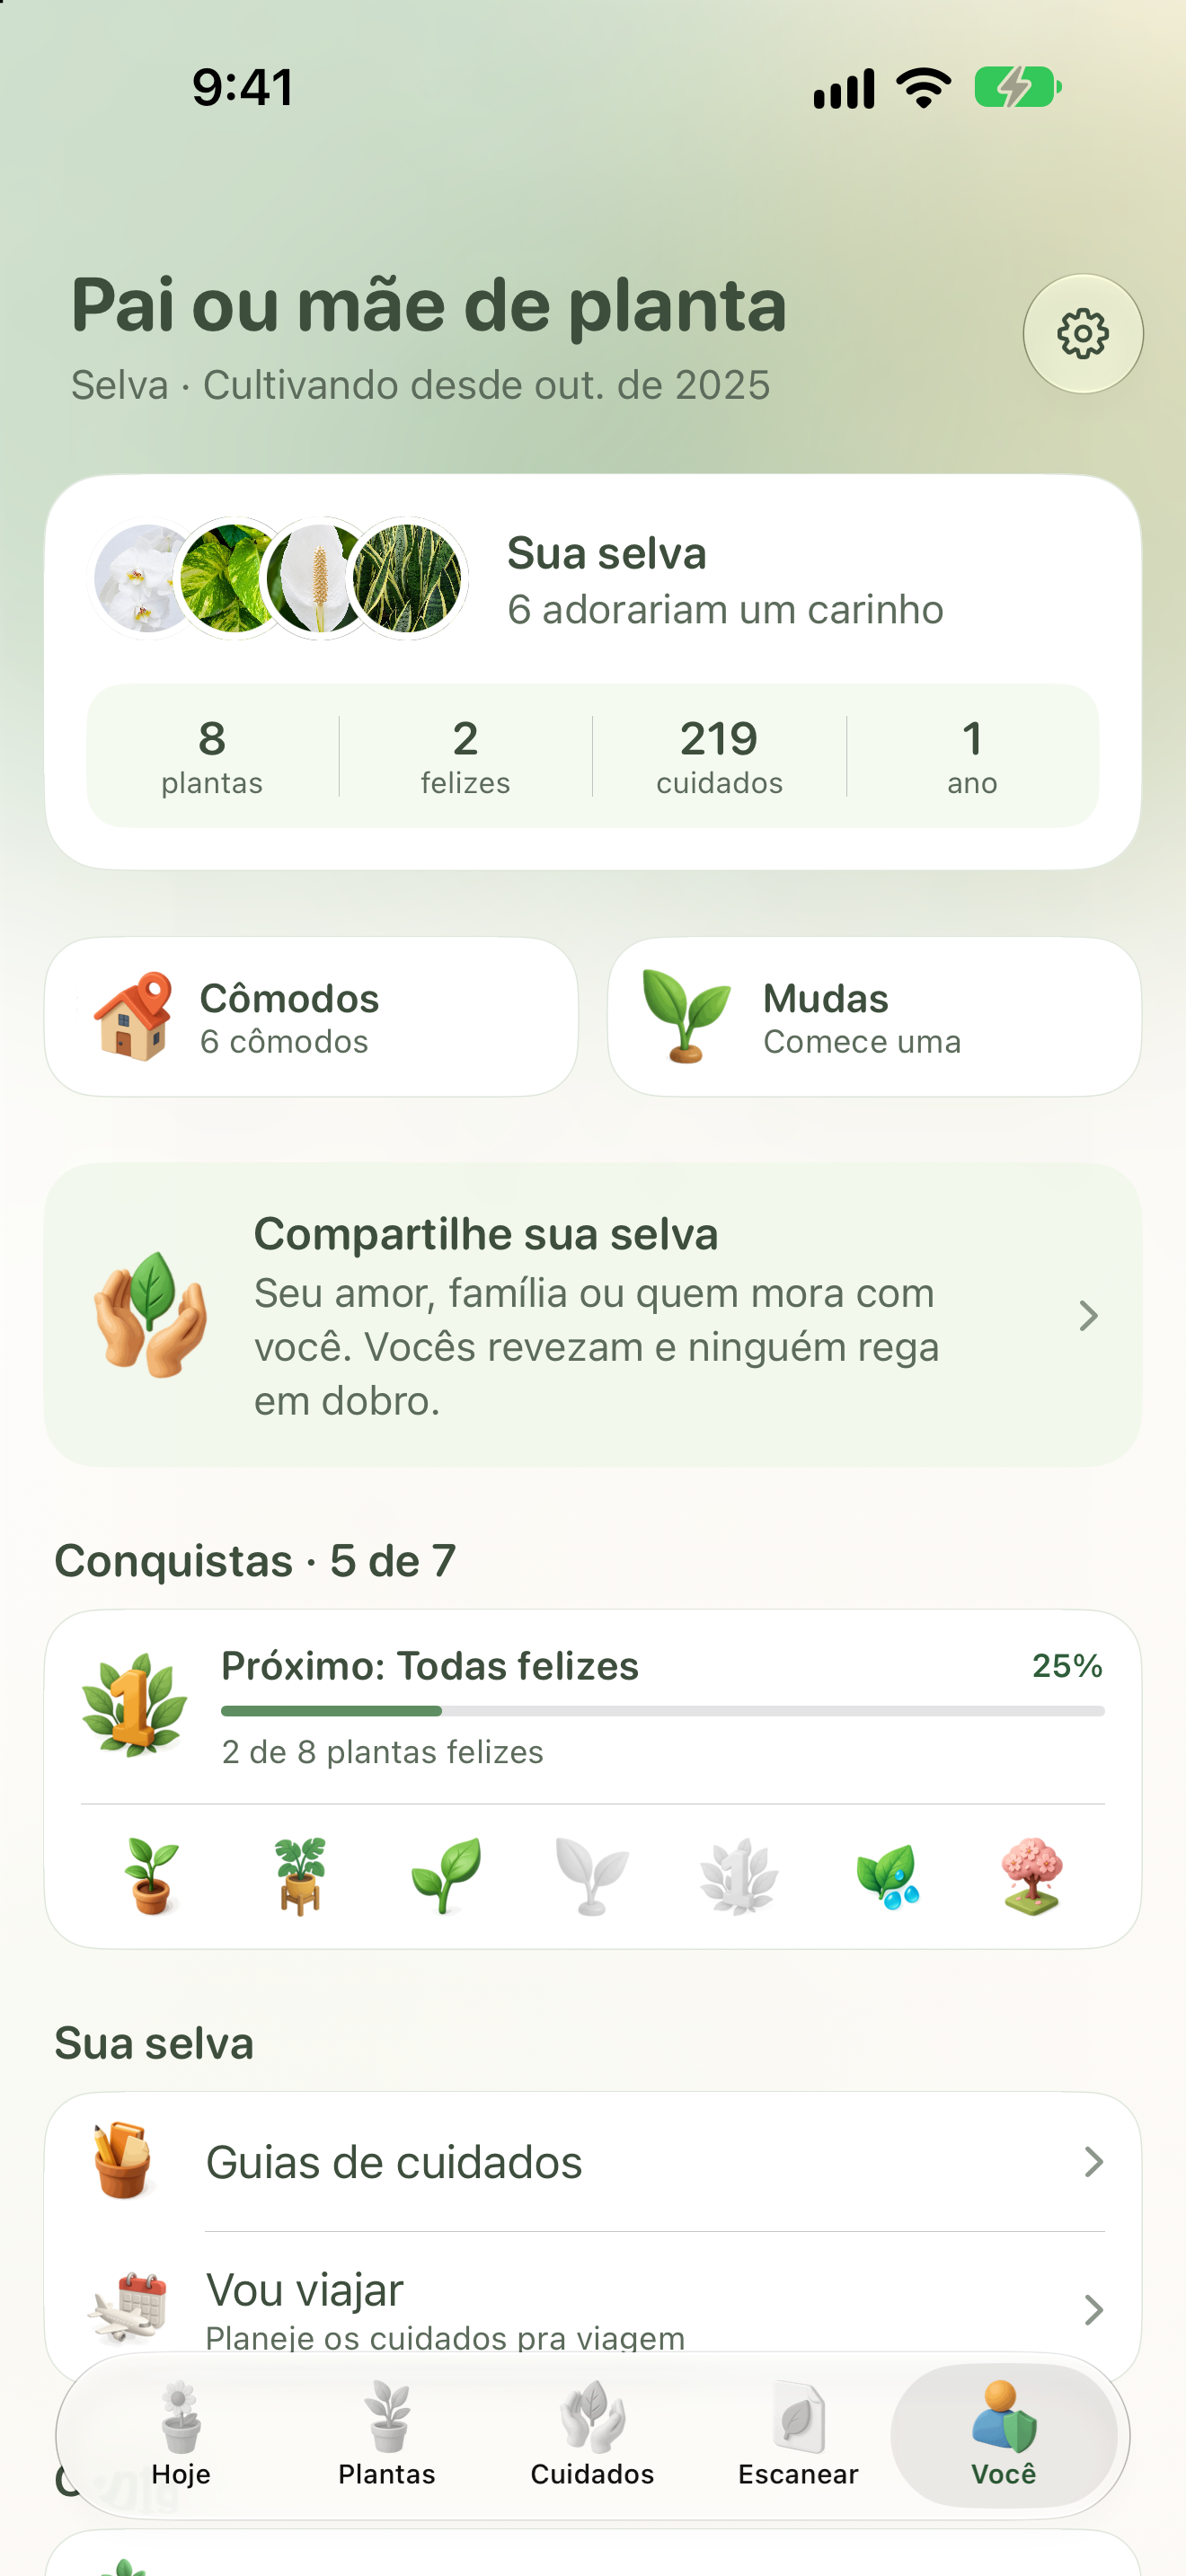 9:41
Pai ou mãe de planta
Selva · Cultivando desde out. de 2025
Sua selva
6 adorariam um carinho
8
plantas
2
felizes
219
cuidados
1
ano
Cômodos
6 cômodos
Mudas
Comece uma
Compartilhe sua selva
Seu amor, família ou quem mora com
você. Vocês revezam e ninguém rega
em dobro.
Conquistas · 5 de 7
1
Próximo: Todas felizes
25%
2 de 8 plantas felizes
1
Sua selva
Guias de cuidados
Vou viajar
Planeje os cuidados pra viagem
Hoje
Plantas
Cuidados
Escanear
Você